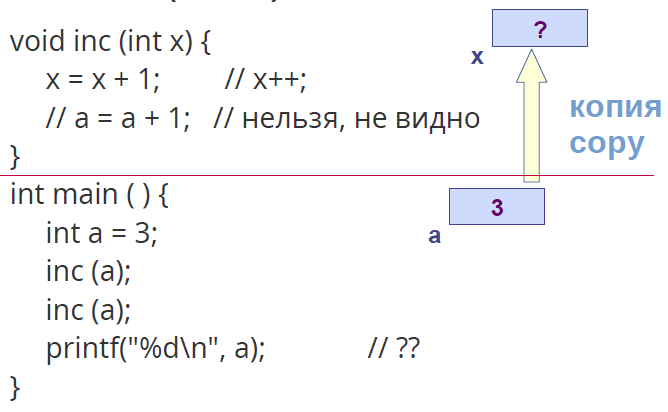 void inc (int x) {
x = x + 1; // x++;
// a = a + 1; // нельзя, не видно
}
int main ( ) {
int a = 3;
inc (a);
inc (a);
printf("%d\n", a); // ??
}
?
x
копия
copy
3
a